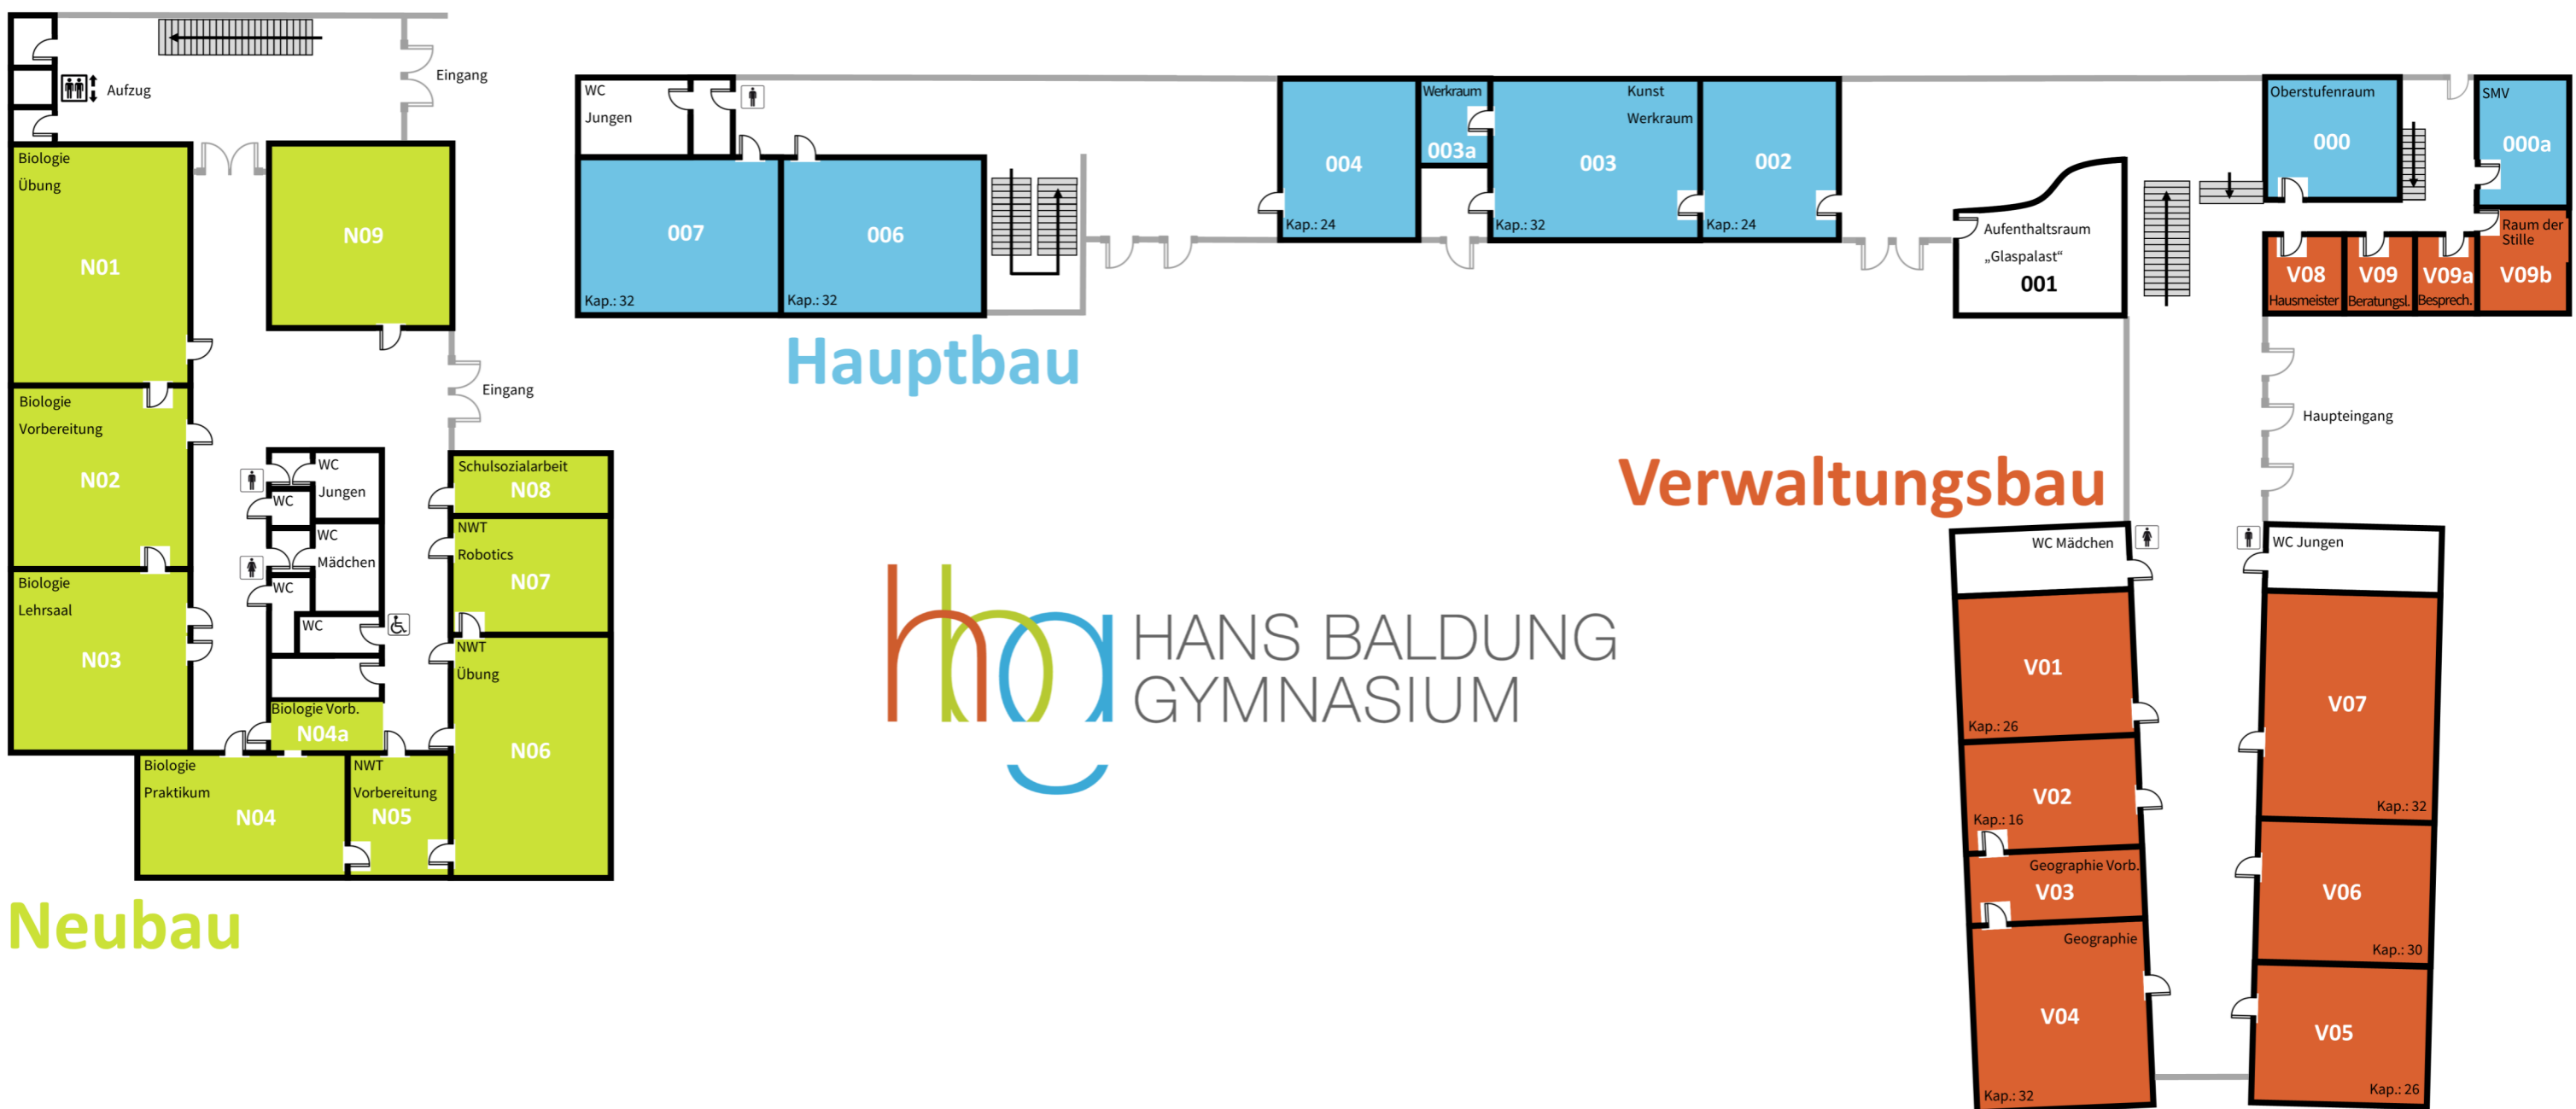 Aufzug
Eingang
Biologie
Übung
N01
N09
Biologie
Vorbereitung
N02
Eingang
Biologie
Lehrsaal
N03
WC
Jungen
WC
WC
Mädchen
WC
WC
Biologie Vorb.
N04a
Schulsozialarbeit
N08
NWT
Robotics
N07
NWT
Übung
N06
Biologie
Praktikum
N04
NWT
Vorbereitung
N05
Neubau
WC
Jungen
007
Kap.: 32
006
Kap.: 32
Hauptbau
004
Kap.: 24
Werkraum
003a
Kunst
Werkraum
003
Kap.: 32
002
Kap.: 24
Aufenthaltsraum
„Glaspalast“
001
Oberstufenraum
000
SMV
000a
V08
Hausmeister
V09
Beratungsl.
V09a
Besprech.
Raum der
Stille
V09b
Haupteingang
Verwaltungsbau
hbg
HANS BALDUNG
GYMNASIUM
WC Mädchen
V01
Kap.: 26
V02
Kap.: 16
Geographie Vorb.
V03
Geographie
V04
Kap.: 32
WC Jungen
V07
Kap.: 32
V06
Kap.: 30
V05
Kap.: 26